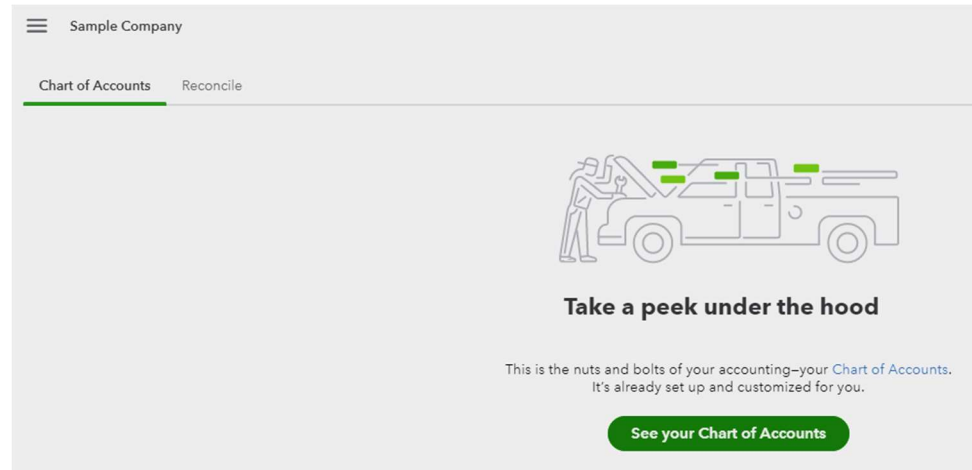 Sample Company
Chart of Accounts Reconcile
Take a peek under the hood
This is the nuts and bolts of your accounting—your Chart of Accounts.
It's already set up and customized for you.
See your Chart of Accounts